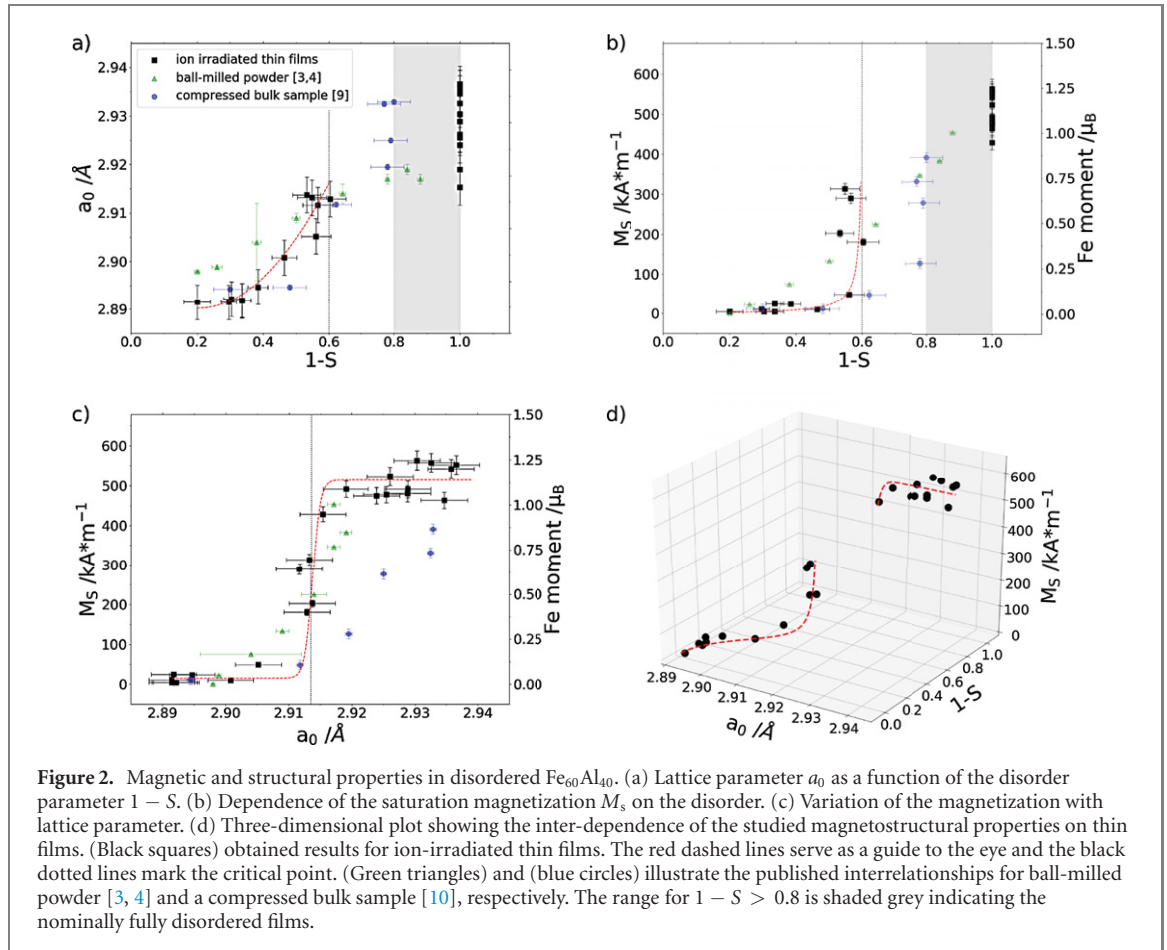 a)
2.94
2.93
2.92
2.91
2.90
2.89
a₀ /Å
0.0
0.2
0.4
0.6
0.8
1.0
1-S
ion irradiated thin films
ball-milled powder [3,4]
compressed bulk sample [9]
b)
600
500
400
300
200
100
0
M_S /kA*m⁻¹
0.0
0.2
0.4
0.6
0.8
1.0
1-S
1.50
1.25
1.00
0.75
0.50
0.25
0.00
Fe moment /μ_B
c)
600
500
400
300
200
100
0
M_S /kA*m⁻¹
2.89
2.90
2.91
2.92
2.93
2.94
a₀ /Å
1.50
1.25
1.00
0.75
0.50
0.25
0.00
Fe moment /μ_B
d)
2.89
2.90
2.91
2.92
2.93
2.94
a₀ /Å
0.0
0.2
0.4
0.6
0.8
1.0
1-S
600
500
400
300
200
100
0
M_S /kA*m⁻¹
Figure 2. Magnetic and structural properties in disordered Fe₆₀Al₄₀. (a) Lattice parameter a₀ as a function of the disorder
parameter 1 − S. (b) Dependence of the saturation magnetization Mₛ on the disorder. (c) Variation of the magnetization with
lattice parameter. (d) Three-dimensional plot showing the inter-dependence of the studied magnetostructural properties on thin
films. (Black squares) obtained results for ion-irradiated thin films. The red dashed lines serve as a guide to the eye and the black
dotted lines mark the critical point. (Green triangles) and (blue circles) illustrate the published interrelationships for ball-milled
powder [3, 4] and a compressed bulk sample [10], respectively. The range for 1 − S > 0.8 is shaded grey indicating the
nominally fully disordered films.